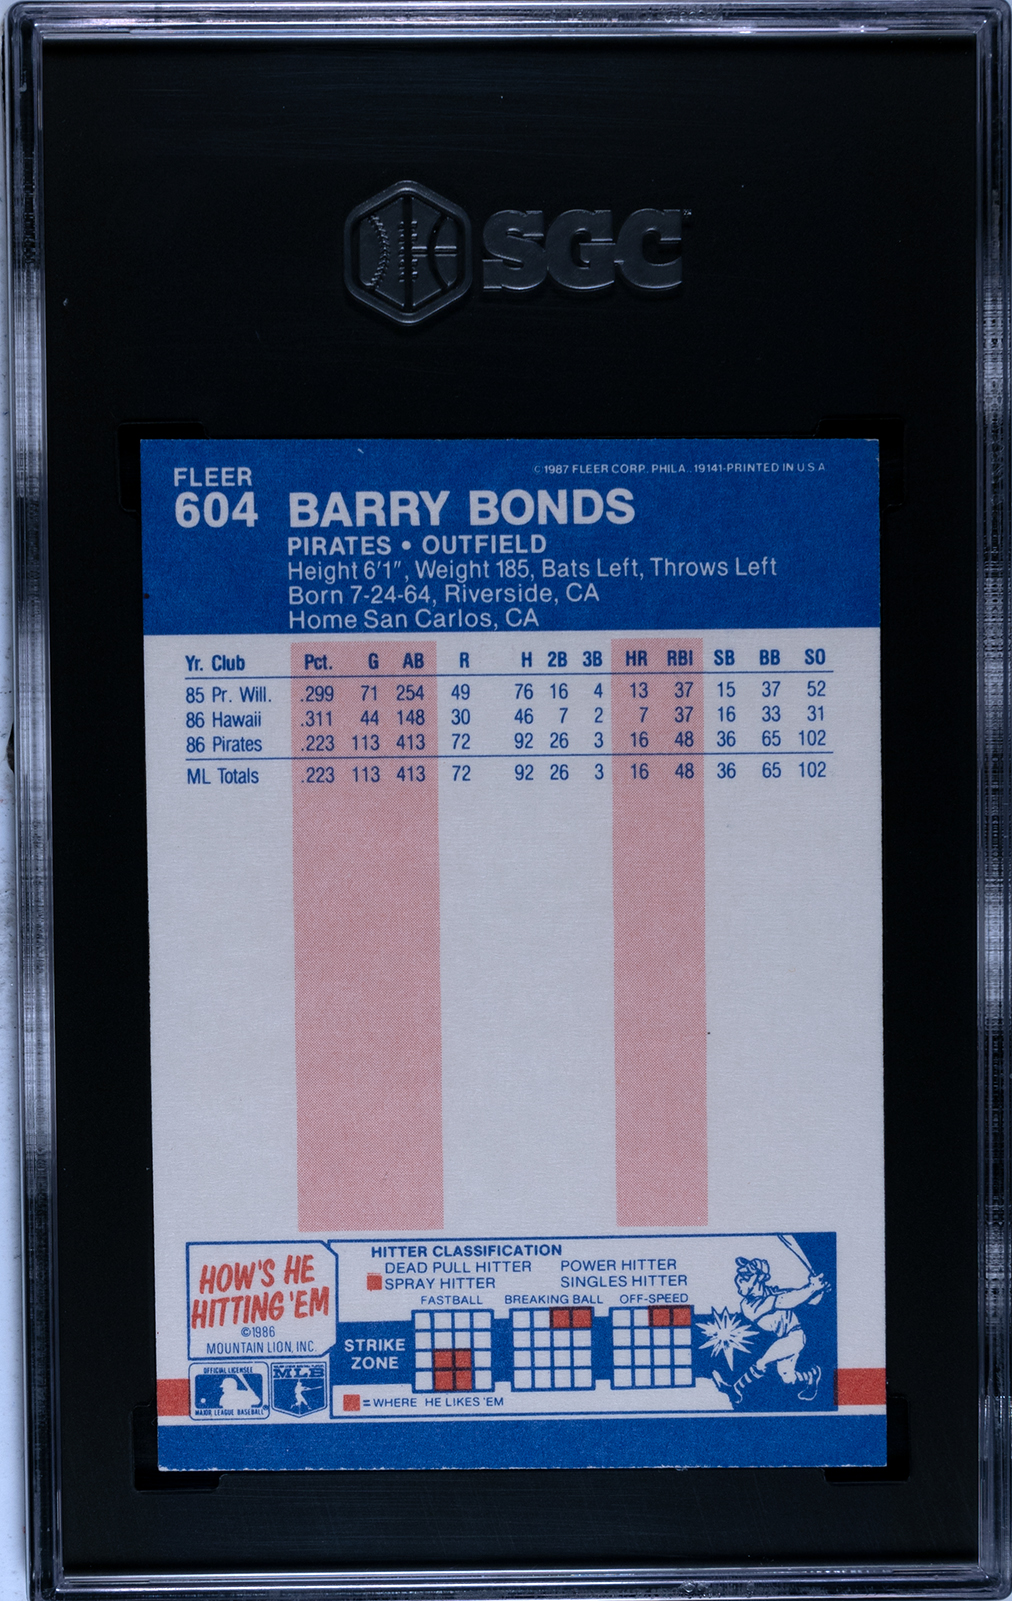 SGC
FLEER
604
© 1987 FLEER CORP. PHILA., 19141-PRINTED IN U.S.A
BARRY BONDS
PIRATES • OUTFIELD
Height 6'1", Weight 185, Bats Left, Throws Left
Born 7-24-64, Riverside, CA
Home San Carlos, CA
Yr. Club Pct. G AB R H 2B 3B HR RBI SB BB SO
85 Pr. Will. .299 71 254 49 76 16 4 13 37 15 37 52
86 Hawaii .311 44 148 30 46 7 2 7 37 16 33 31
86 Pirates .223 113 413 72 92 26 3 16 48 36 65 102
ML Totals .223 113 413 72 92 26 3 16 48 36 65 102
HOW'S HE
HITTING 'EM
©1986
MOUNTAIN LION, INC.
OFFICIAL LICENSEE
MAJOR LEAGUE BASEBALL
MLB
HITTER CLASSIFICATION
DEAD PULL HITTER POWER HITTER
SPRAY HITTER SINGLES HITTER
FASTBALL BREAKING BALL OFF-SPEED
STRIKE
ZONE
= WHERE HE LIKES 'EM